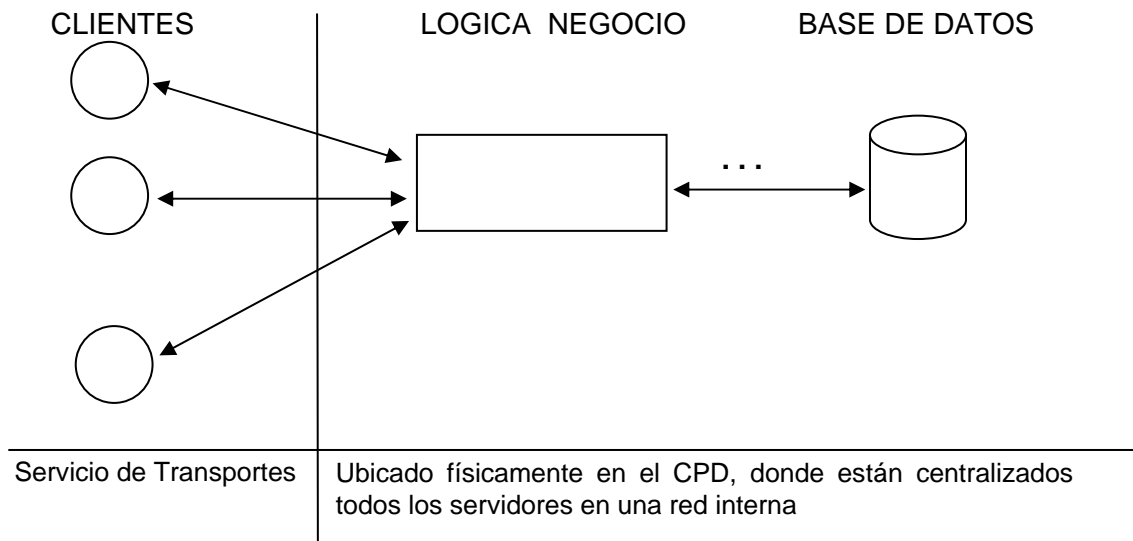 CLIENTES
LOGICA NEGOCIO
BASE DE DATOS
. . .
Servicio de Transportes
Ubicado físicamente en el CPD, donde están centralizados
todos los servidores en una red interna